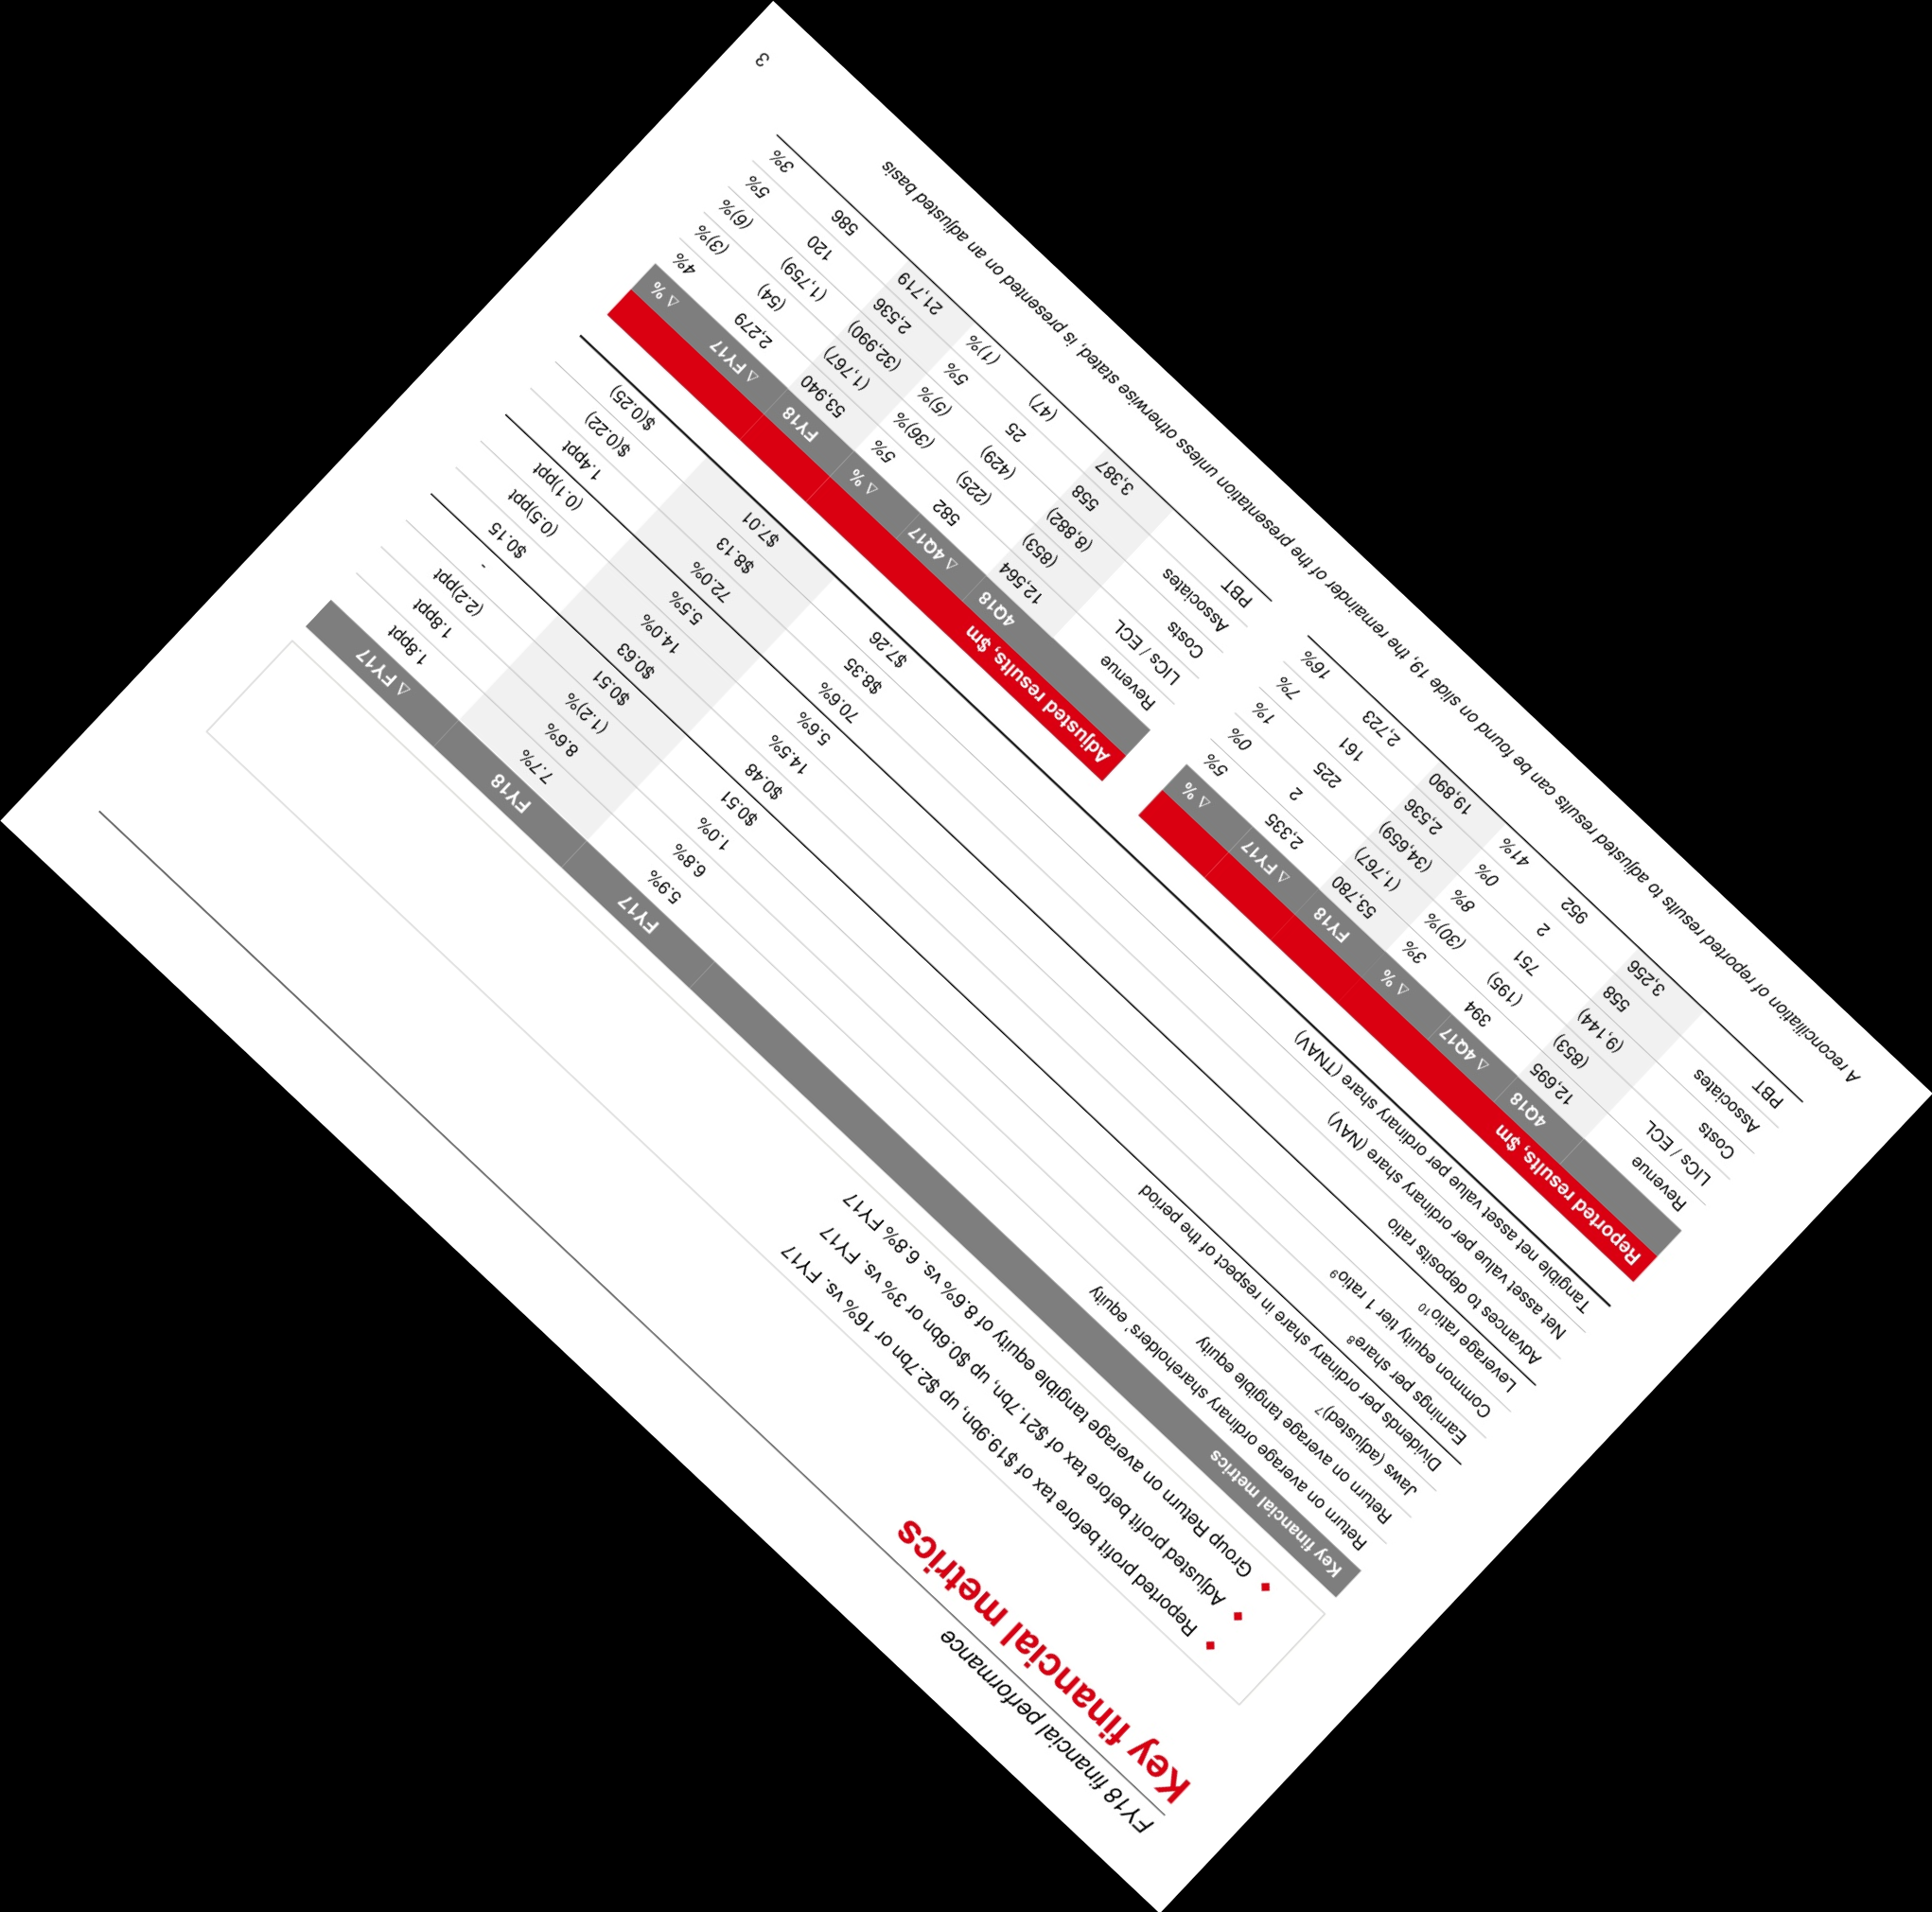 FY18 financial performance
Key financial metrics
■ Reported profit before tax of $19.9bn, up $2.7bn or 16% vs. FY17
■ Adjusted profit before tax of $21.7bn, up $0.6bn or 3% vs. FY17
■ Group Return on average tangible equity of 8.6% vs. 6.8% FY17
Key financial metrics FY17 FY18 Δ FY17
Return on average ordinary shareholders' equity 5.9% 7.7% 1.8ppt
Return on average tangible equity 6.8% 8.6% 1.8ppt
Jaws (adjusted)7 1.0% (1.2)% (2.2)ppt
Dividends per ordinary share in respect of the period $0.51 $0.51 -
Earnings per share8 $0.48 $0.63 $0.15
Common equity tier 1 ratio9 14.5% 14.0% (0.5)ppt
Leverage ratio10 5.6% 5.5% (0.1)ppt
Advances to deposits ratio 70.6% 72.0% 1.4ppt
Net asset value per ordinary share (NAV) $8.35 $8.13 $(0.22)
Tangible net asset value per ordinary share (TNAV) $7.26 $7.01 $(0.25)
Reported results, $m
4Q18 Δ 4Q17 Δ % FY18 Δ FY17 Δ %
Revenue 12,695 394 3% 53,780 2,335 5%
LICs / ECL (853) (195) (30)% (1,767) 2 0%
Costs (9,144) 751 8% (34,659) 225 1%
Associates 558 2 0% 2,536 161 7%
PBT 3,256 952 41% 19,890 2,723 16%
Adjusted results, $m
4Q18 Δ 4Q17 Δ % FY18 Δ FY17 Δ %
Revenue 12,564 582 5% 53,940 2,279 4%
LICs / ECL (853) (225) (36)% (1,767) (54) (3)%
Costs (8,882) (429) (5)% (32,990) (1,759) (6)%
Associates 558 25 5% 2,536 120 5%
PBT 3,387 (47) (1)% 21,719 586 3%
A reconciliation of reported results to adjusted results can be found on slide 19, the remainder of the presentation unless otherwise stated, is presented on an adjusted basis
3